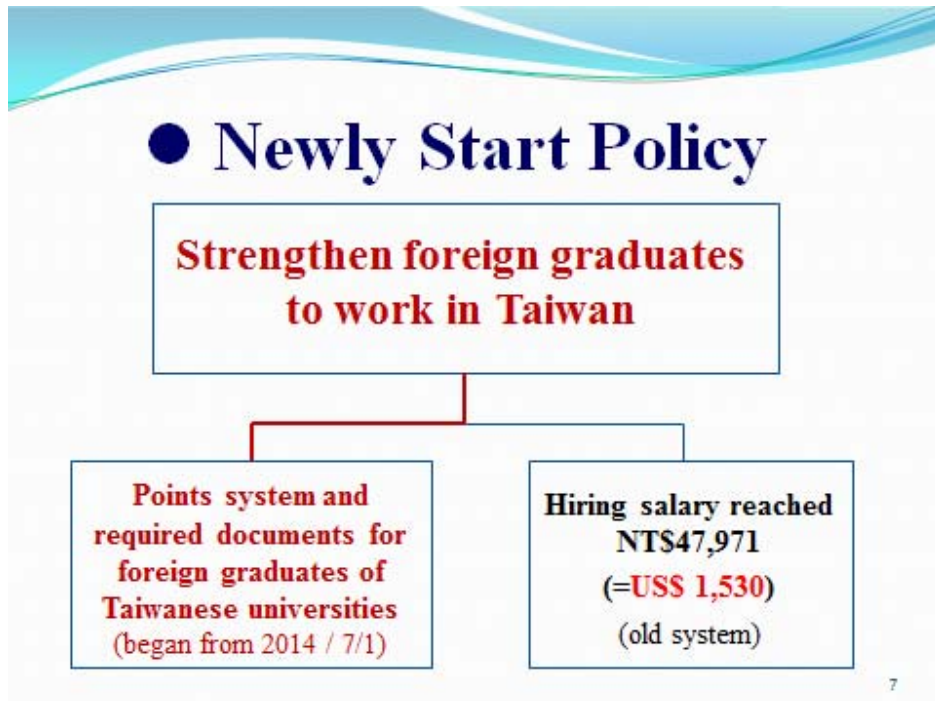 ● Newly Start Policy
Strengthen foreign graduates
to work in Taiwan
Points system and
required documents for
foreign graduates of
Taiwanese universities
(began from 2014 / 7/1)
Hiring salary reached
NT$47,971
(=US$ 1,530)
(old system)
7